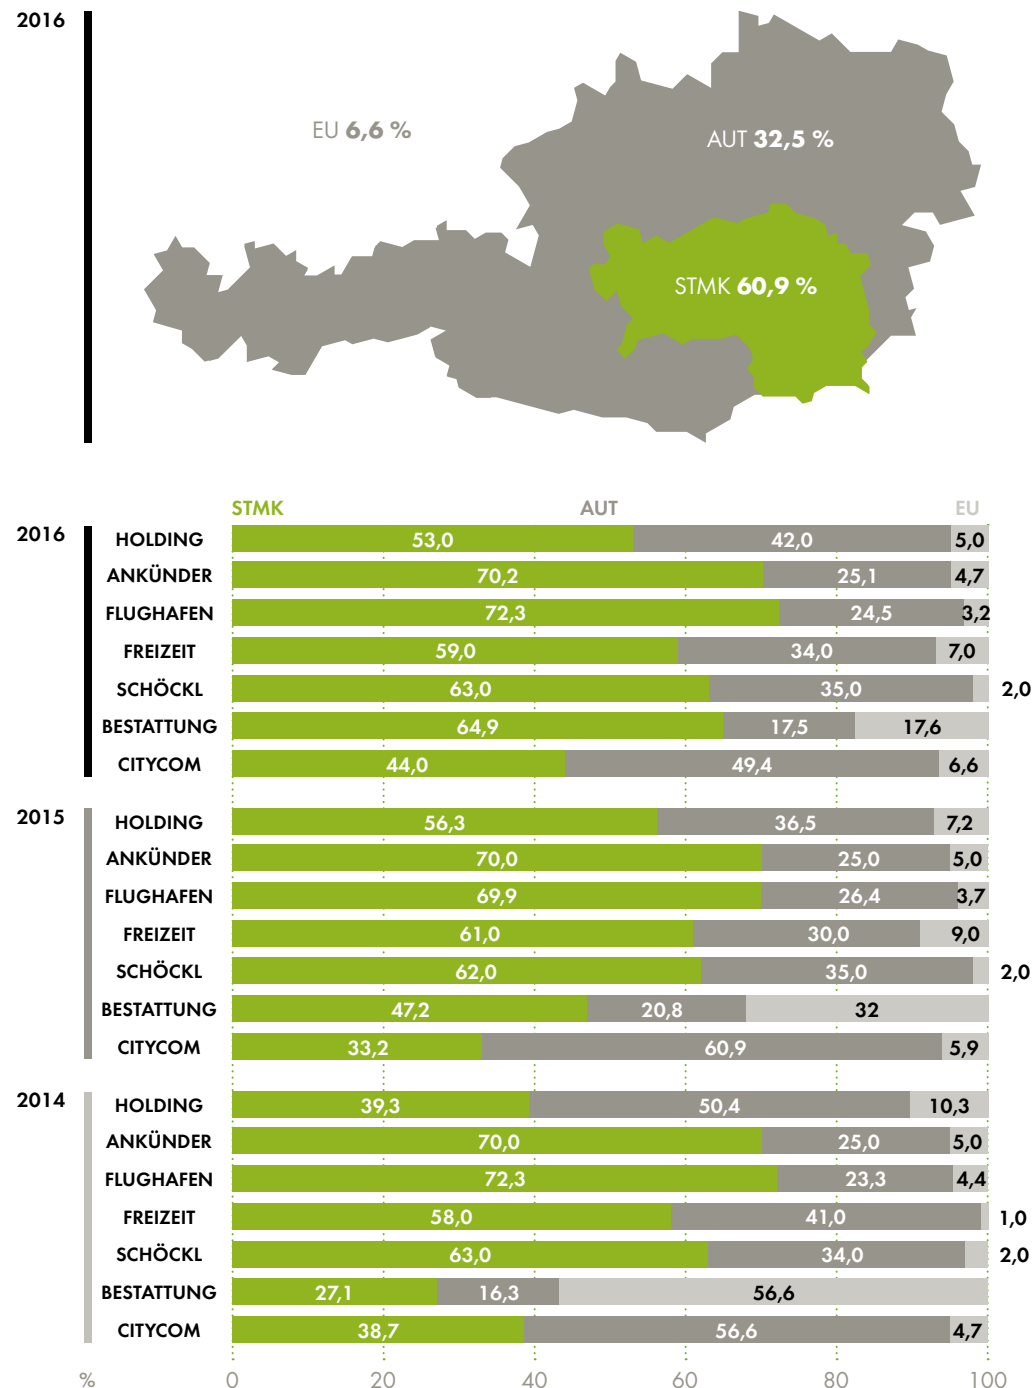 2016
EU 6,6 %
AUT 32,5 %
STMK 60,9 %
STMK AUT EU
2016
HOLDING 53,0 42,0 5,0
ANKÜNDER 70,2 25,1 4,7
FLUGHAFEN 72,3 24,5 3,2
FREIZEIT 59,0 34,0 7,0
SCHÖCKL 63,0 35,0 2,0
BESTATTUNG 64,9 17,5 17,6
CITYCOM 44,0 49,4 6,6
2015
HOLDING 56,3 36,5 7,2
ANKÜNDER 70,0 25,0 5,0
FLUGHAFEN 69,9 26,4 3,7
FREIZEIT 61,0 30,0 9,0
SCHÖCKL 62,0 35,0 2,0
BESTATTUNG 47,2 20,8 32
CITYCOM 33,2 60,9 5,9
2014
HOLDING 39,3 50,4 10,3
ANKÜNDER 70,0 25,0 5,0
FLUGHAFEN 72,3 23,3 4,4
FREIZEIT 58,0 41,0 1,0
SCHÖCKL 63,0 34,0 2,0
BESTATTUNG 27,1 16,3 56,6
CITYCOM 38,7 56,6 4,7
% 0 20 40 60 80 100